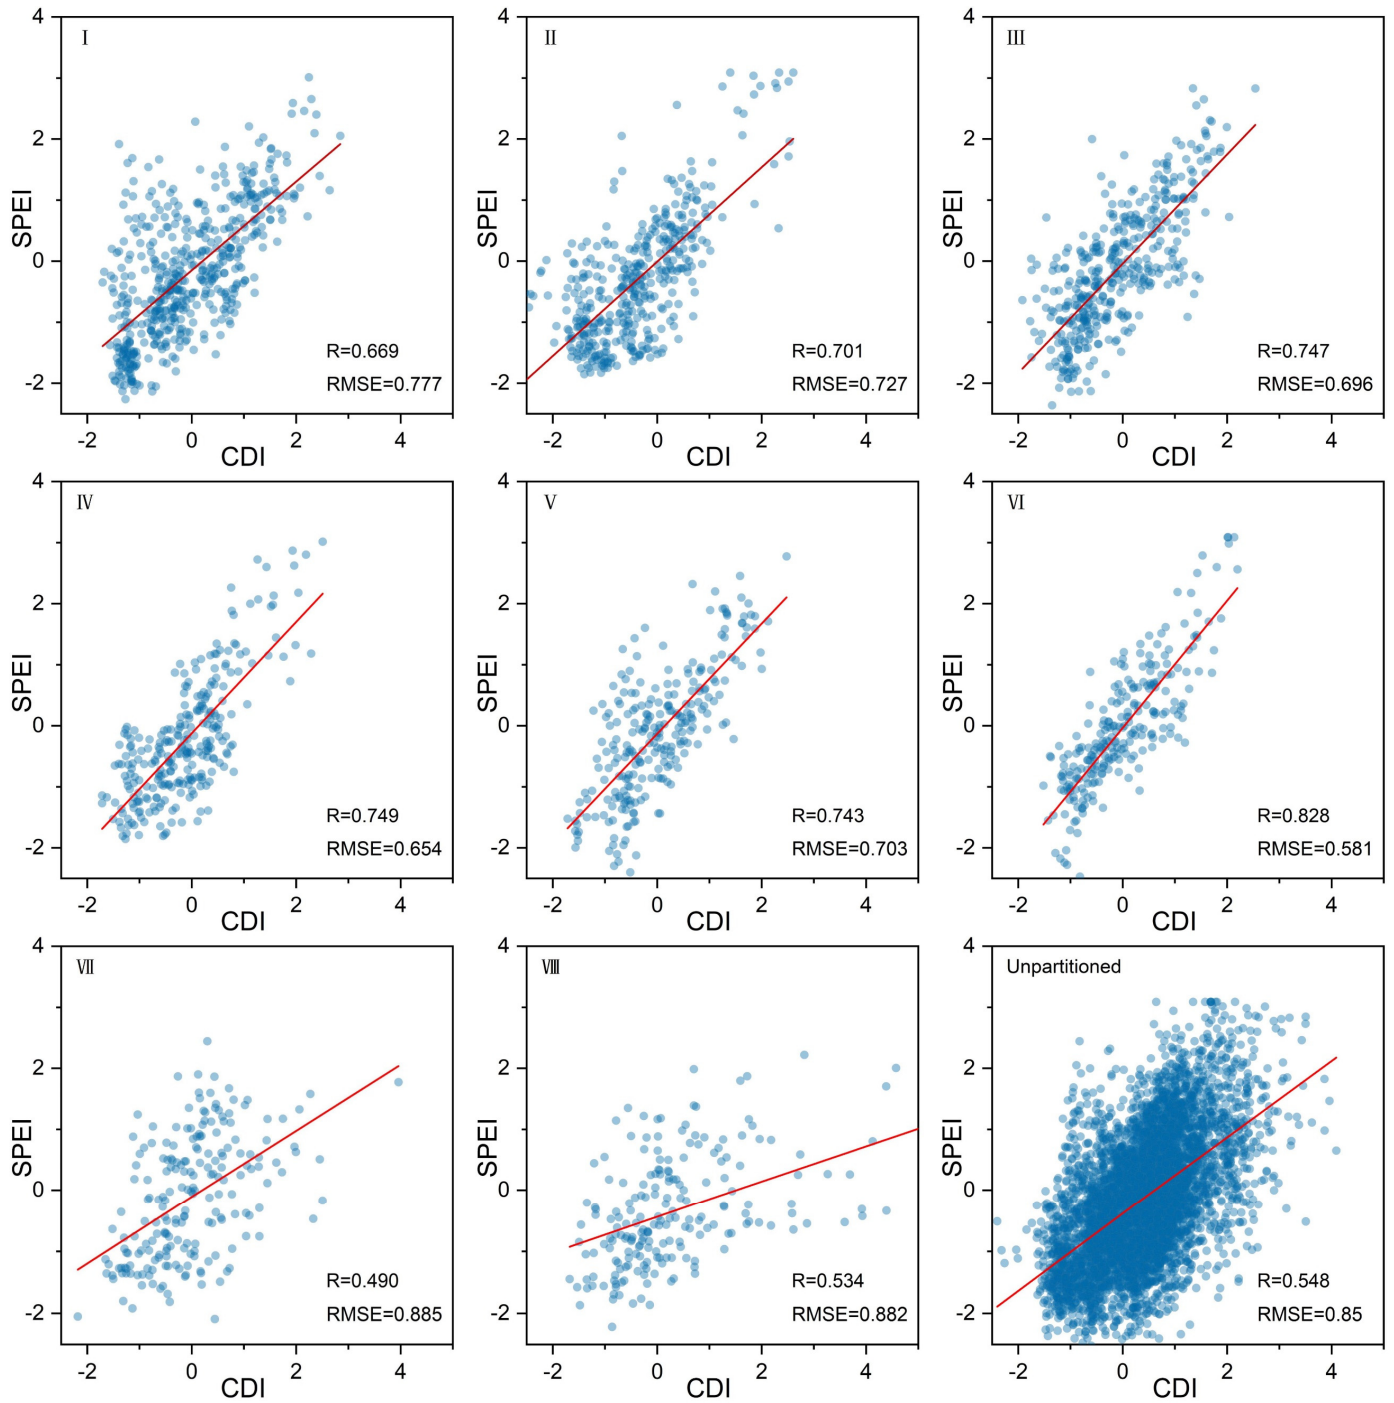 I
SPEI
4
2
0
-2
R=0.669
RMSE=0.777
-2 0 2 4
CDI
II
SPEI
4
2
0
-2
R=0.701
RMSE=0.727
-2 0 2 4
CDI
III
SPEI
4
2
0
-2
R=0.747
RMSE=0.696
-2 0 2 4
CDI
IV
SPEI
4
2
0
-2
R=0.749
RMSE=0.654
-2 0 2 4
CDI
V
SPEI
4
2
0
-2
R=0.743
RMSE=0.703
-2 0 2 4
CDI
VI
SPEI
4
2
0
-2
R=0.828
RMSE=0.581
-2 0 2 4
CDI
VII
SPEI
4
2
0
-2
R=0.490
RMSE=0.885
-2 0 2 4
CDI
VIII
SPEI
4
2
0
-2
R=0.534
RMSE=0.882
-2 0 2 4
CDI
Unpartitioned
SPEI
4
2
0
-2
R=0.548
RMSE=0.85
-2 0 2 4
CDI